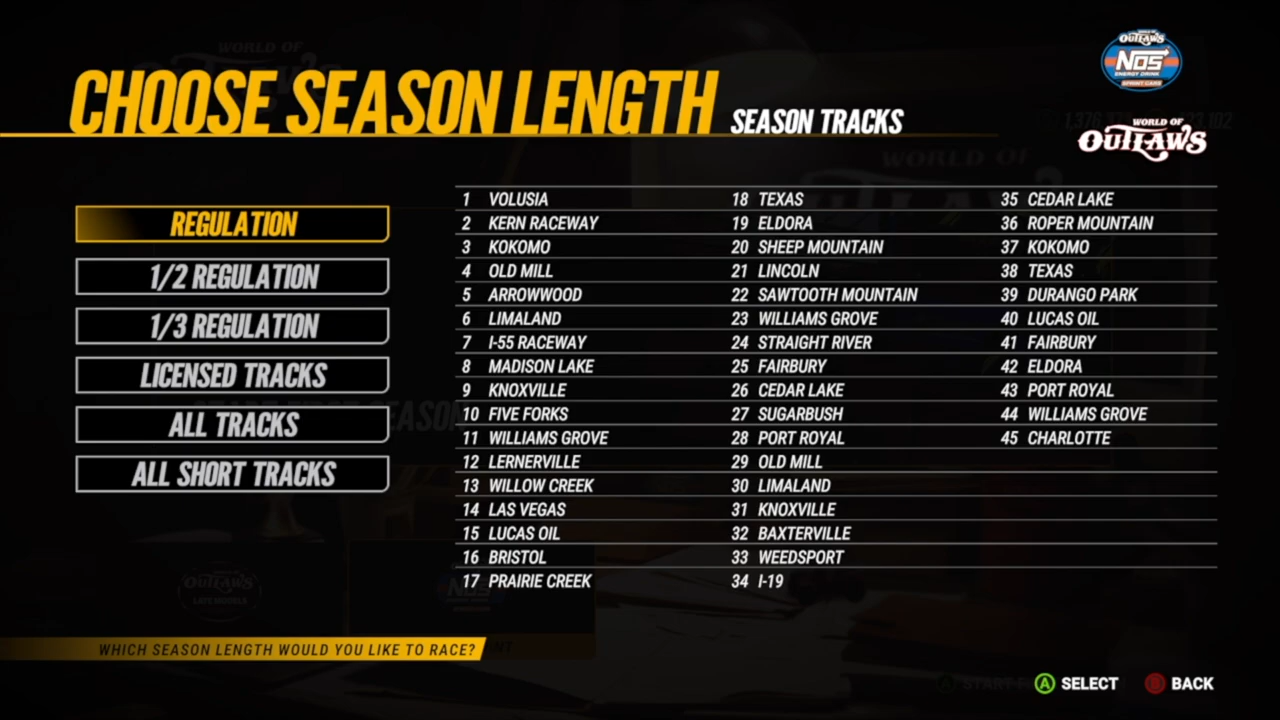 WORLD OF
OUTLAWS
NOS
ENERGY DRINK
SPRINT CARS
CHOOSE SEASON LENGTH
SEASON TRACKS
WORLD OF
OUTLAWS
REGULATION
1/2 REGULATION
1/3 REGULATION
LICENSED TRACKS
ALL TRACKS
ALL SHORT TRACKS
1 VOLUSIA
2 KERN RACEWAY
3 KOKOMO
4 OLD MILL
5 ARROWWOOD
6 LIMALAND
7 I-55 RACEWAY
8 MADISON LAKE
9 KNOXVILLE
10 FIVE FORKS
11 WILLIAMS GROVE
12 LERNERVILLE
13 WILLOW CREEK
14 LAS VEGAS
15 LUCAS OIL
16 BRISTOL
17 PRAIRIE CREEK
18 TEXAS
19 ELDORA
20 SHEEP MOUNTAIN
21 LINCOLN
22 SAWTOOTH MOUNTAIN
23 WILLIAMS GROVE
24 STRAIGHT RIVER
25 FAIRBURY
26 CEDAR LAKE
27 SUGARBUSH
28 PORT ROYAL
29 OLD MILL
30 LIMALAND
31 KNOXVILLE
32 BAXTERVILLE
33 WEEDSPORT
34 I-19
35 CEDAR LAKE
36 ROPER MOUNTAIN
37 KOKOMO
38 TEXAS
39 DURANGO PARK
40 LUCAS OIL
41 FAIRBURY
42 ELDORA
43 PORT ROYAL
44 WILLIAMS GROVE
45 CHARLOTTE
WHICH SEASON LENGTH WOULD YOU LIKE TO RACE?
A SELECT
B BACK